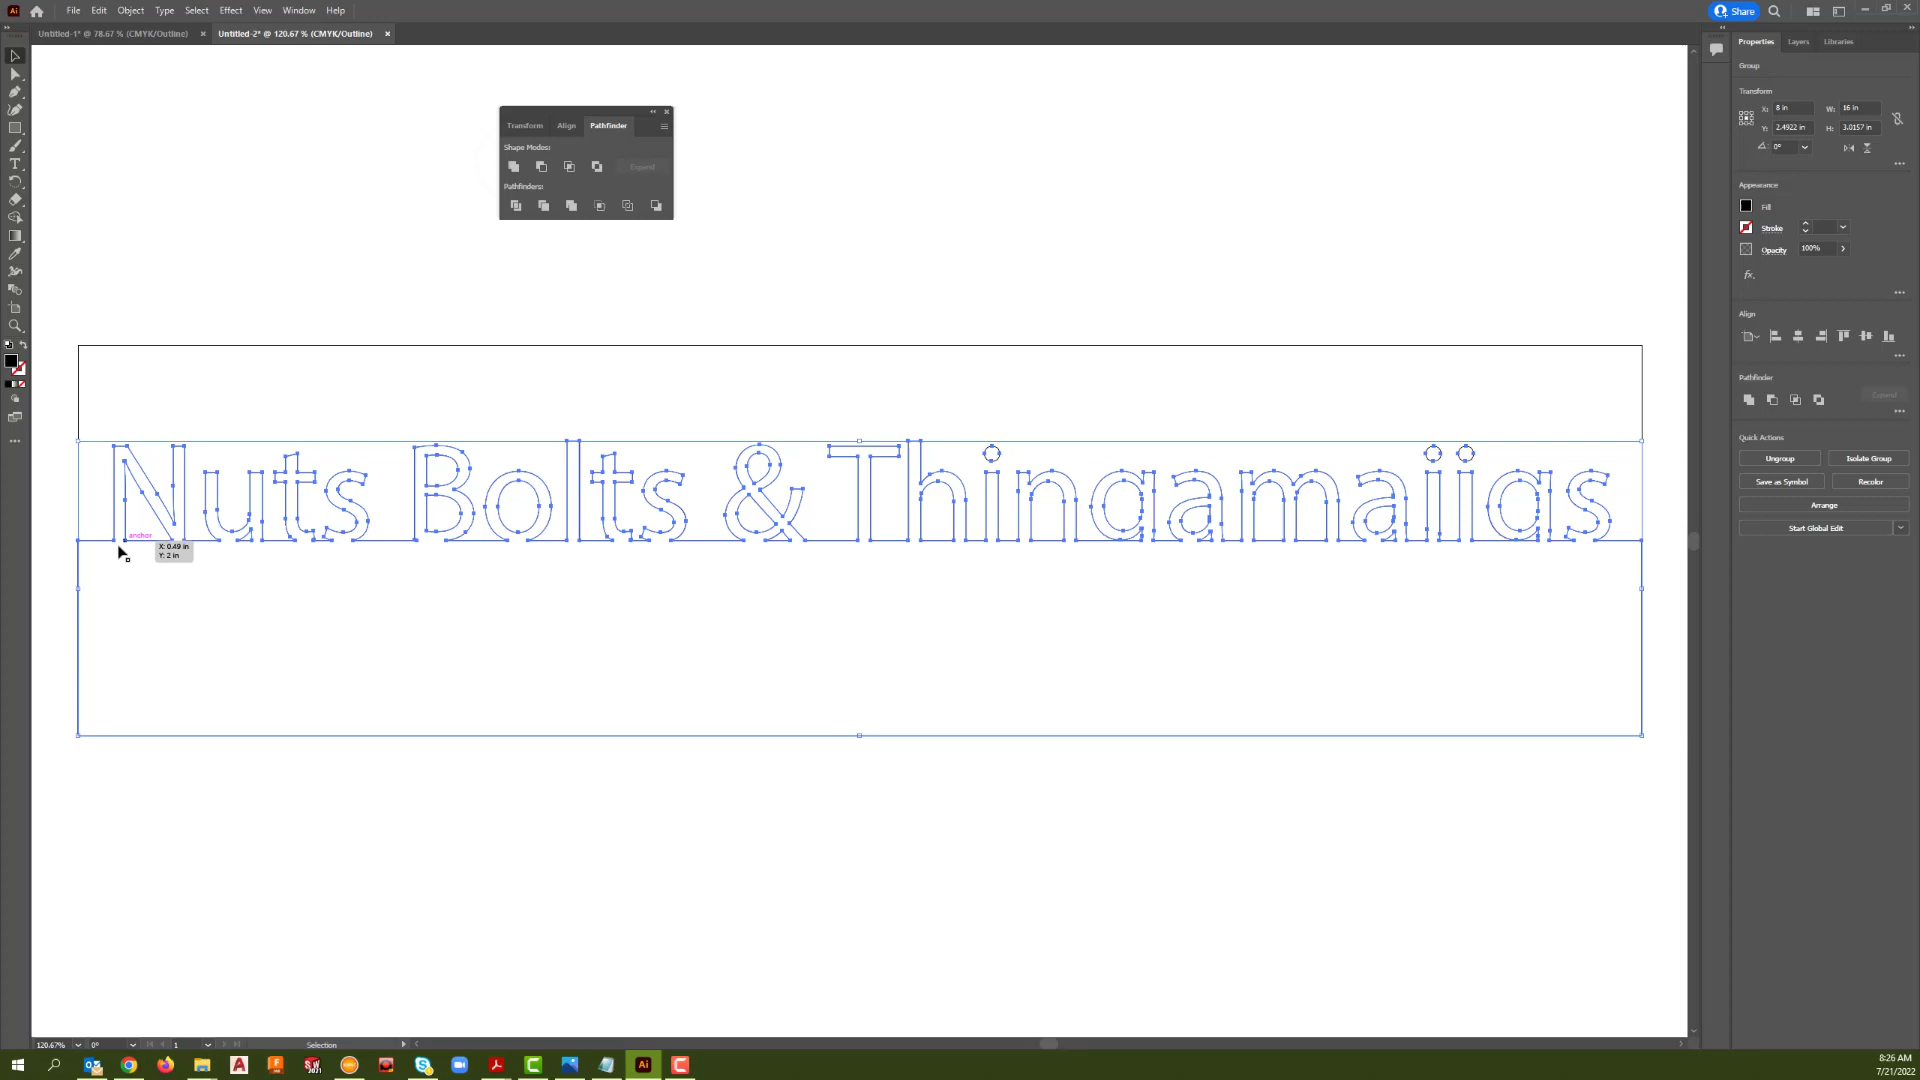 Ai File Edit Object Type Select Effect View Window Help Share
Untitled-1* @ 78.67 % (CMYK/Outline) × Untitled-2* @ 120.67 % (CMYK/Outline) ×
Properties Layers Libraries
Group
Transform
X: 8 in W: 16 in
Y: 2.4922 in H: 3.0157 in
0°
Appearance
Fill
Stroke
Opacity 100%
fx.
Align
Pathfinder
Expand
Quick Actions
Ungroup Isolate Group
Save as Symbol Recolor
Arrange
Start Global Edit
Transform Align Pathfinder
Shape Modes:
Expand
Pathfinders:
Nuts Bolts & Thingamajigs
anchor
X: 0.49 in
Y: 2 in
120.67% 0° 1 Selection
8:26 AM
7/21/2022